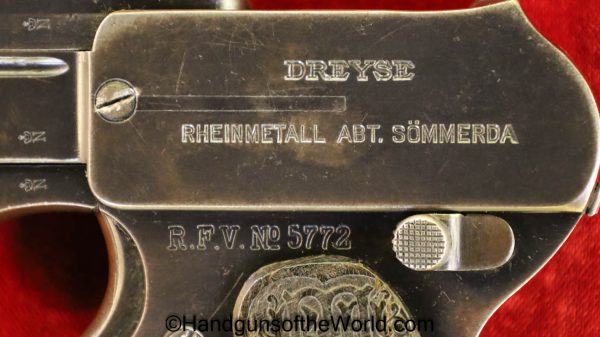 DREYSE
RHEINMETALL ABT. SÖMMERDA
R.F.V. No 5772
©HandgunsoftheWorld.com